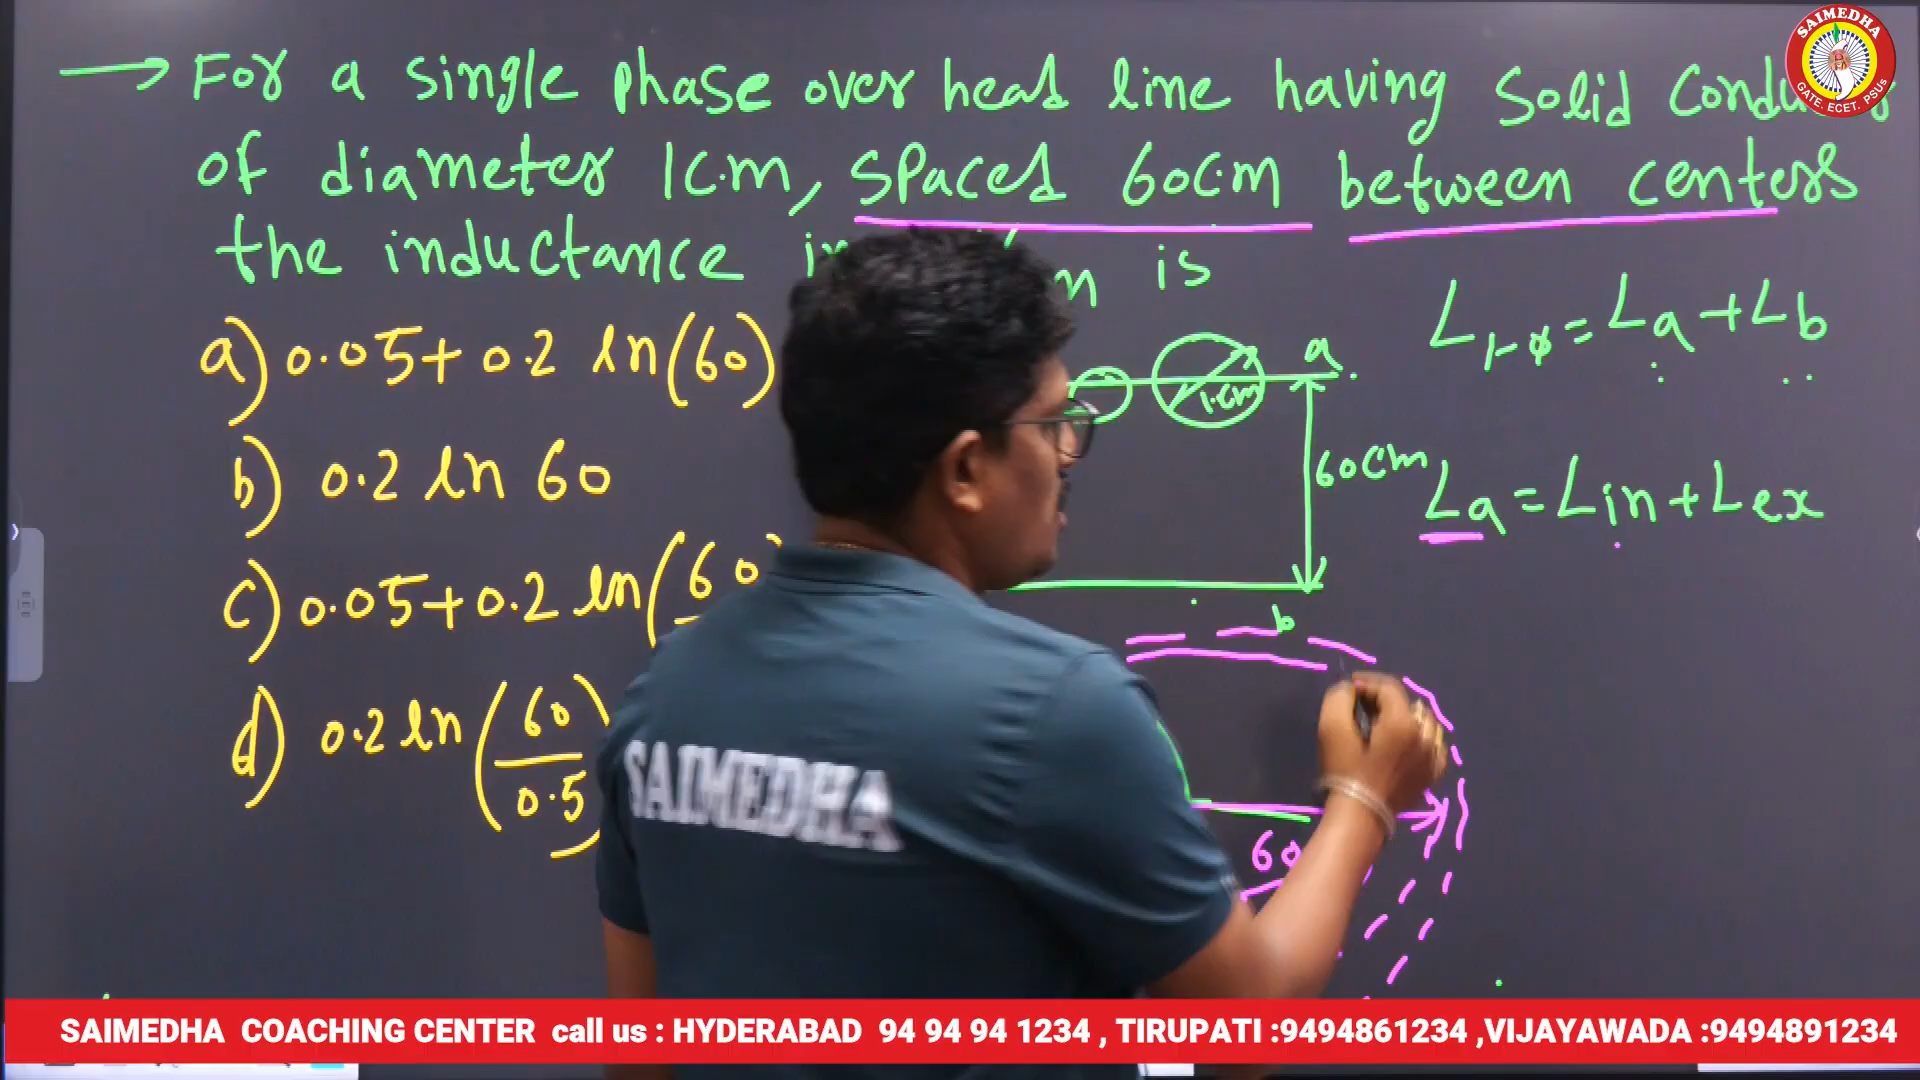 → For a single phase over head line having solid
of diameter 1c.m, spaced 60c.m between centers
the inductance is
a) 0.05+ 0.2 ln(60)
b) 0.2 ln 60
c) 0.05+0.2 ln(60
d) 0.2 ln (60/0.5
a
1.cm
60cm
b
60
L1-φ = La + Lb
La = Lin + Lex
SAIMEDHA
GATE, ECET, PSUs
SAIMEDHA
SAIMEDHA COACHING CENTER call us : HYDERABAD 94 94 94 1234 , TIRUPATI :9494861234 ,VIJAYAWADA :9494891234